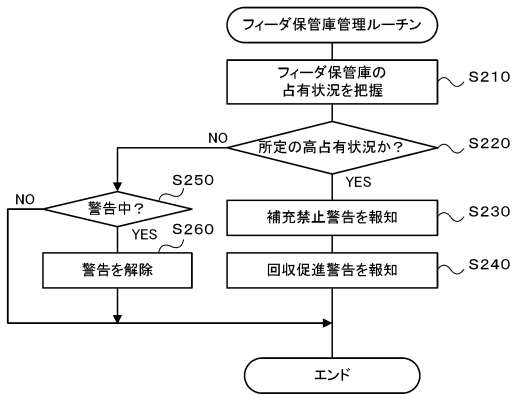 フィーダ保管庫管理ルーチン
フィーダ保管庫の
占有状況を把握
S210
所定の高占有状況か？
S220
NO
YES
警告中？
S250
NO
YES
補充禁止警告を報知
S230
警告を解除
S260
回収促進警告を報知
S240
エンド